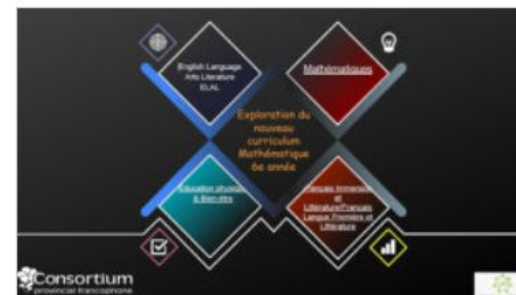 English Language
Arts Literature
ELAL
Mathématiques
Exploration du
nouveau
curriculum
Mathématique
6e année
Éducation physique
& Bien-être
Français Immersion
et
Littérature/Français
Langue Première et
Littérature
Consortium
provincial francophone